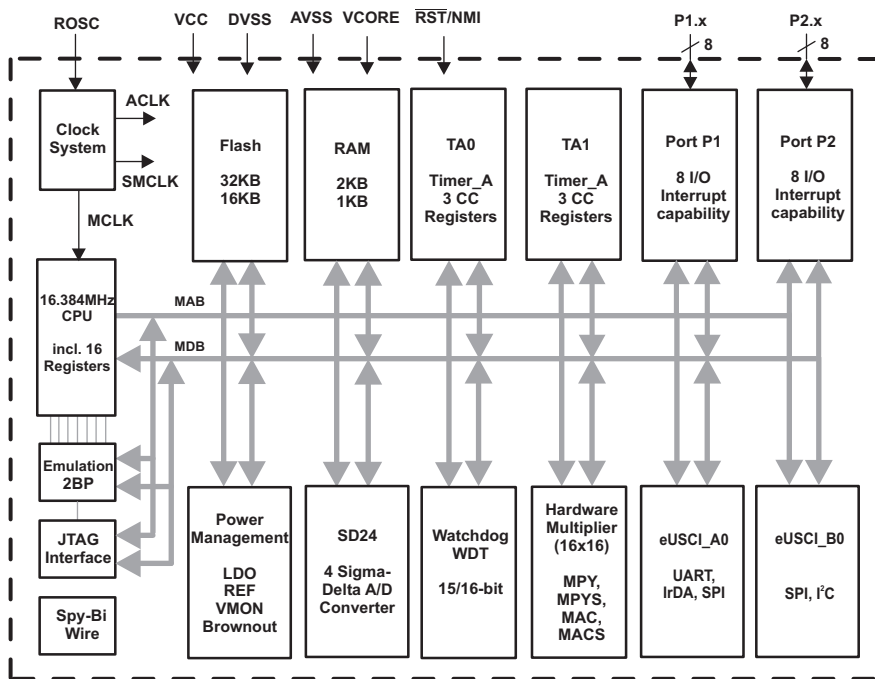 ROSC
VCC
DVSS
AVSS
VCORE
RST/NMI
P1.x
P2.x
8
8
Clock
System
ACLK
SMCLK
MCLK
Flash
32KB
16KB
RAM
2KB
1KB
TA0
Timer_A
3 CC
Registers
TA1
Timer_A
3 CC
Registers
Port P1
8 I/O
Interrupt
capability
Port P2
8 I/O
Interrupt
capability
16.384MHz
CPU
incl. 16
Registers
MAB
MDB
Emulation
2BP
JTAG
Interface
Spy-Bi
Wire
Power
Management
LDO
REF
VMON
Brownout
SD24
4 Sigma-
Delta A/D
Converter
Watchdog
WDT
15/16-bit
Hardware
Multiplier
(16x16)
MPY,
MPYS,
MAC,
MACS
eUSCI_A0
UART,
IrDA, SPI
eUSCI_B0
SPI, I²C